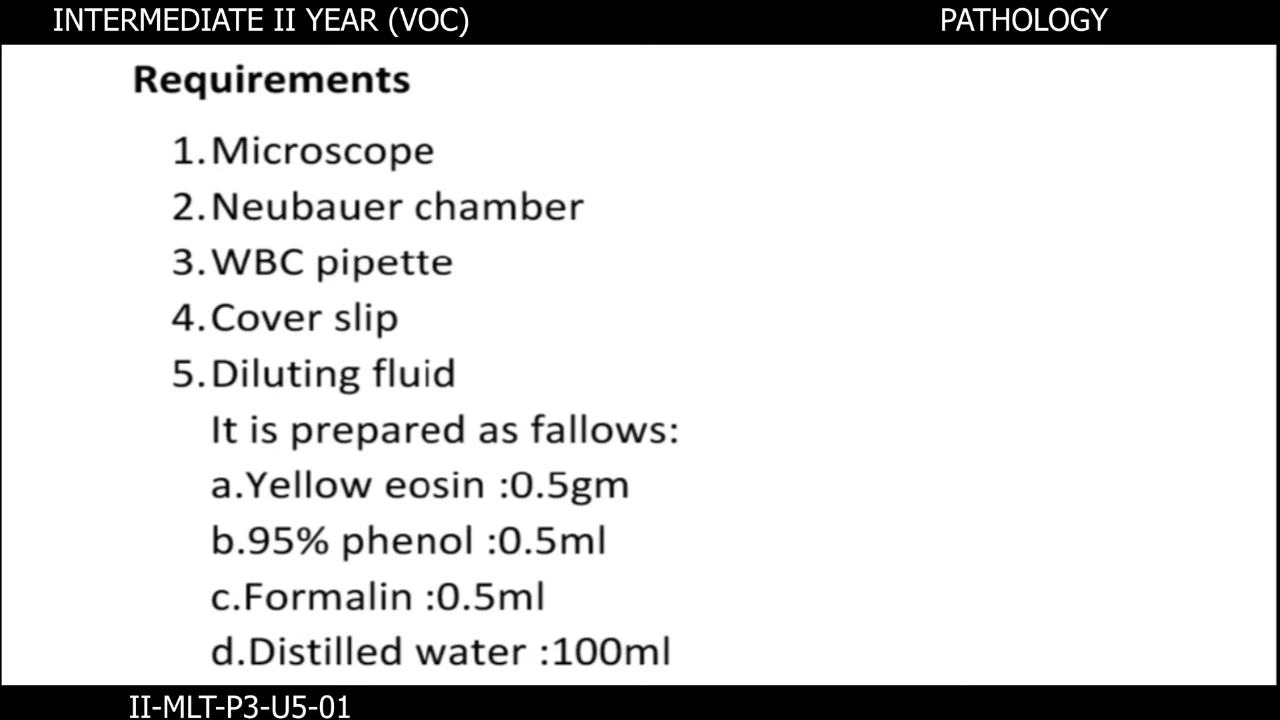 INTERMEDIATE II YEAR (VOC) PATHOLOGY
Requirements
1.Microscope
2.Neubauer chamber
3.WBC pipette
4.Cover slip
5.Diluting fluid
It is prepared as fallows:
a.Yellow eosin :0.5gm
b.95% phenol :0.5ml
c.Formalin :0.5ml
d.Distilled water :100ml
II-MLT-P3-U5-01